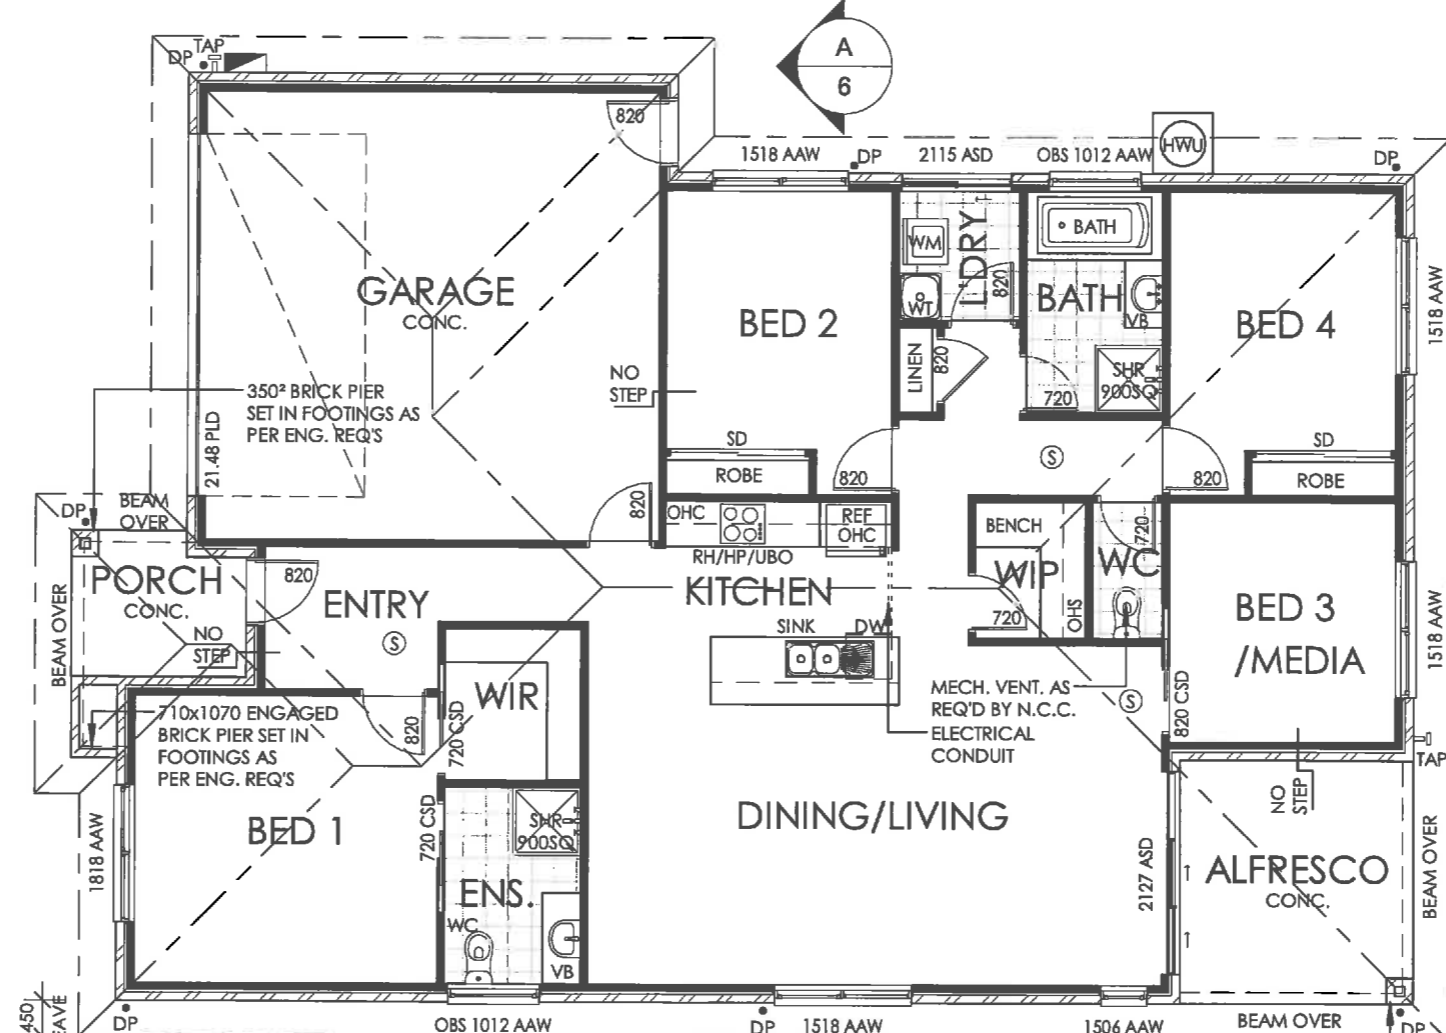 TAP
DP
A
6
HWU
820
1518 AAW
DP
2115 ASD
OBS 1012 AAW
DP
GARAGE
CONC.
350² BRICK PIER
SET IN FOOTINGS AS
PER ENG. REQ'S
21.48 PLD
NO
STEP
BED 2
SD
ROBE
820
820
WM
WT
L'DRY
820
LINEN
820
BATH
BATH
VB
SHR
900SQ
720
S
BED 4
SD
ROBE
820
1518 AAW
DP
BEAM
OVER
PORCH
CONC.
BEAM OVER
NO
STEP
820
ENTRY
S
OHC
REF
OHC
RH/HP/UBO
KITCHEN
SINK
DW
BENCH
WIP
720
OHS
WC
720
BED 3
/MEDIA
1518 AAW
820 CSD
MECH. VENT. AS
REQ'D BY N.C.C.
ELECTRICAL
CONDUIT
S
710x1070 ENGAGED
BRICK PIER SET IN
FOOTINGS AS
PER ENG. REQ'S
820
720 CSD
WIR
BED 1
1818 AAW
720 CSD
SHR
900SQ
ENS.
WC
VB
DINING/LIVING
2127 ASD
NO
STEP
TAP
ALFRESCO
CONC.
BEAM OVER
450
EAVE
DP
OBS 1012 AAW
DP
1518 AAW
1506 AAW
BEAM OVER
DP